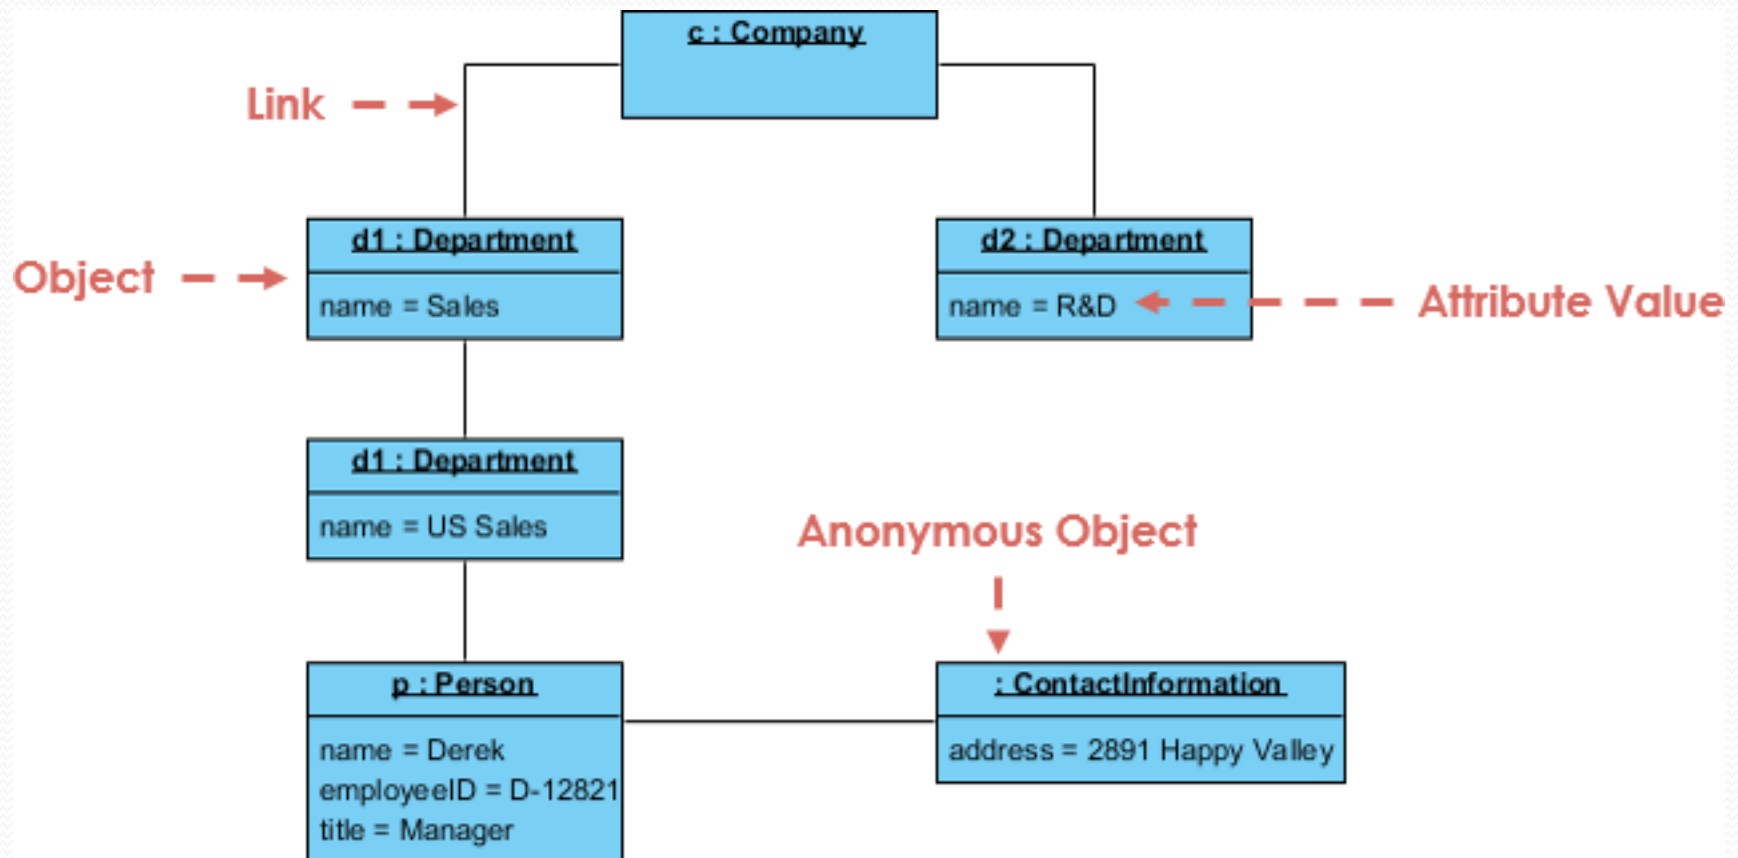 c : Company
Link
d1 : Department
d2 : Department
Object
name = Sales
name = R&D
Attribute Value
d1 : Department
name = US Sales
Anonymous Object
p : Person
: ContactInformation
name = Derek
address = 2891 Happy Valley
employeeID = D-12821
title = Manager